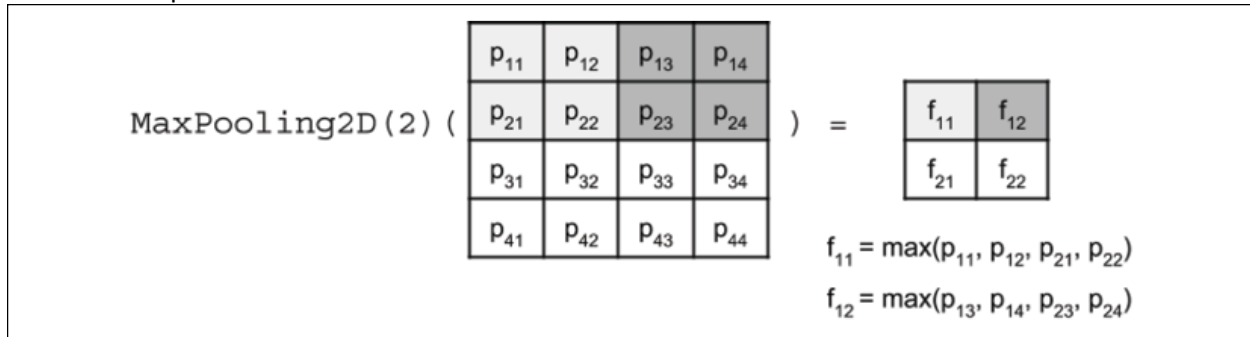 p11 p12 p13 p14
MaxPooling2D(2)( p21 p22 p23 p24 ) = f11 f12
p31 p32 p33 p34 f21 f22
p41 p42 p43 p44
f11 = max(p11, p12, p21, p22)
f12 = max(p13, p14, p23, p24)